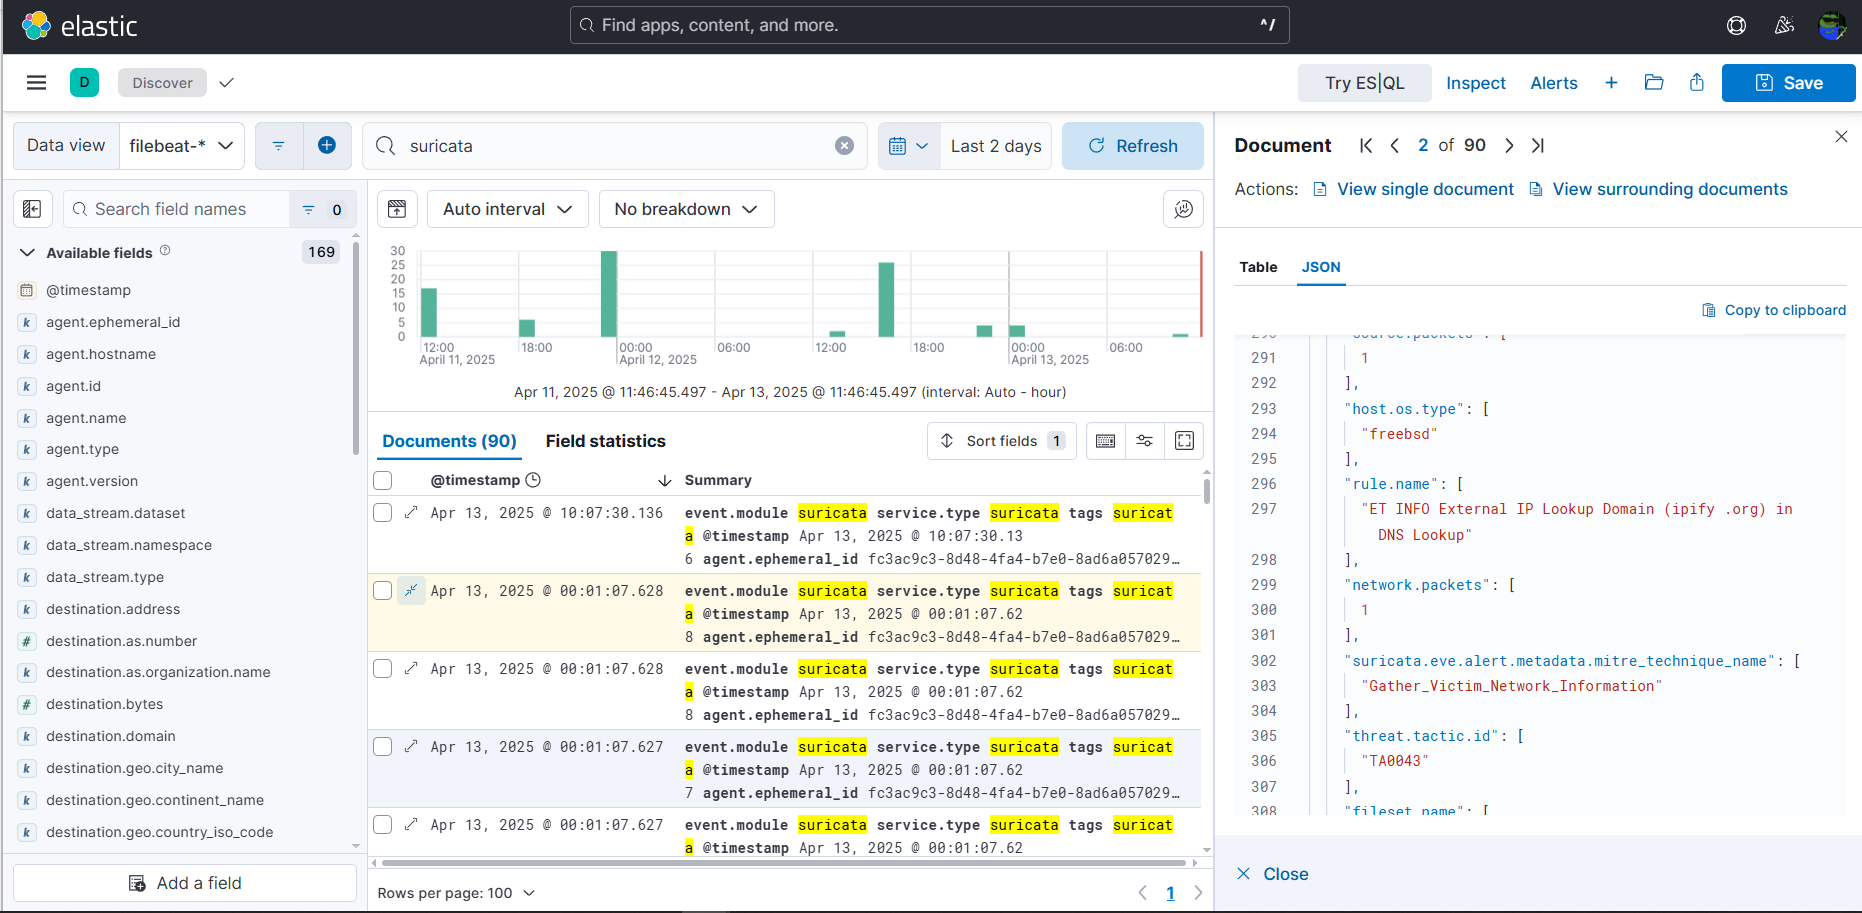 elastic
Find apps, content, and more.
^/
D
Discover
Try ES|QL
Inspect
Alerts
Save
Data view
filebeat-*
suricata
Last 2 days
Refresh
Search field names
0
Available fields
169
@timestamp
k agent.ephemeral_id
k agent.hostname
k agent.id
k agent.name
k agent.type
k agent.version
k data_stream.dataset
k data_stream.namespace
k data_stream.type
k destination.address
# destination.as.number
k destination.as.organization.name
# destination.bytes
k destination.domain
k destination.geo.city_name
k destination.geo.continent_name
k destination.geo.country_iso_code
Add a field
Auto interval
No breakdown
30
25
20
15
10
5
0
12:00
April 11, 2025
18:00
00:00
April 12, 2025
06:00
12:00
18:00
00:00
April 13, 2025
06:00
Apr 11, 2025 @ 11:46:45.497 - Apr 13, 2025 @ 11:46:45.497 (interval: Auto - hour)
Documents (90)
Field statistics
Sort fields 1
@timestamp
Summary
Apr 13, 2025 @ 10:07:30.136
event.module suricata service.type suricata tags suricat
a @timestamp Apr 13, 2025 @ 10:07:30.13
6 agent.ephemeral_id fc3ac9c3-8d48-4fa4-b7e0-8ad6a057029…
Apr 13, 2025 @ 00:01:07.628
event.module suricata service.type suricata tags suricat
a @timestamp Apr 13, 2025 @ 00:01:07.62
8 agent.ephemeral_id fc3ac9c3-8d48-4fa4-b7e0-8ad6a057029…
Apr 13, 2025 @ 00:01:07.628
event.module suricata service.type suricata tags suricat
a @timestamp Apr 13, 2025 @ 00:01:07.62
8 agent.ephemeral_id fc3ac9c3-8d48-4fa4-b7e0-8ad6a057029…
Apr 13, 2025 @ 00:01:07.627
event.module suricata service.type suricata tags suricat
a @timestamp Apr 13, 2025 @ 00:01:07.62
7 agent.ephemeral_id fc3ac9c3-8d48-4fa4-b7e0-8ad6a057029…
Apr 13, 2025 @ 00:01:07.627
event.module suricata service.type suricata tags suricat
a @timestamp Apr 13, 2025 @ 00:01:07.62
Rows per page: 100
1
Document
2 of 90
Actions:
View single document
View surrounding documents
Table
JSON
Copy to clipboard
290 "source.packets": [
291 1
292 ],
293 "host.os.type": [
294 "freebsd"
295 ],
296 "rule.name": [
297 "ET INFO External IP Lookup Domain (ipify .org) in
DNS Lookup"
298 ],
299 "network.packets": [
300 1
301 ],
302 "suricata.eve.alert.metadata.mitre_technique_name": [
303 "Gather_Victim_Network_Information"
304 ],
305 "threat.tactic.id": [
306 "TA0043"
307 ],
308 "fileset.name": [
Close